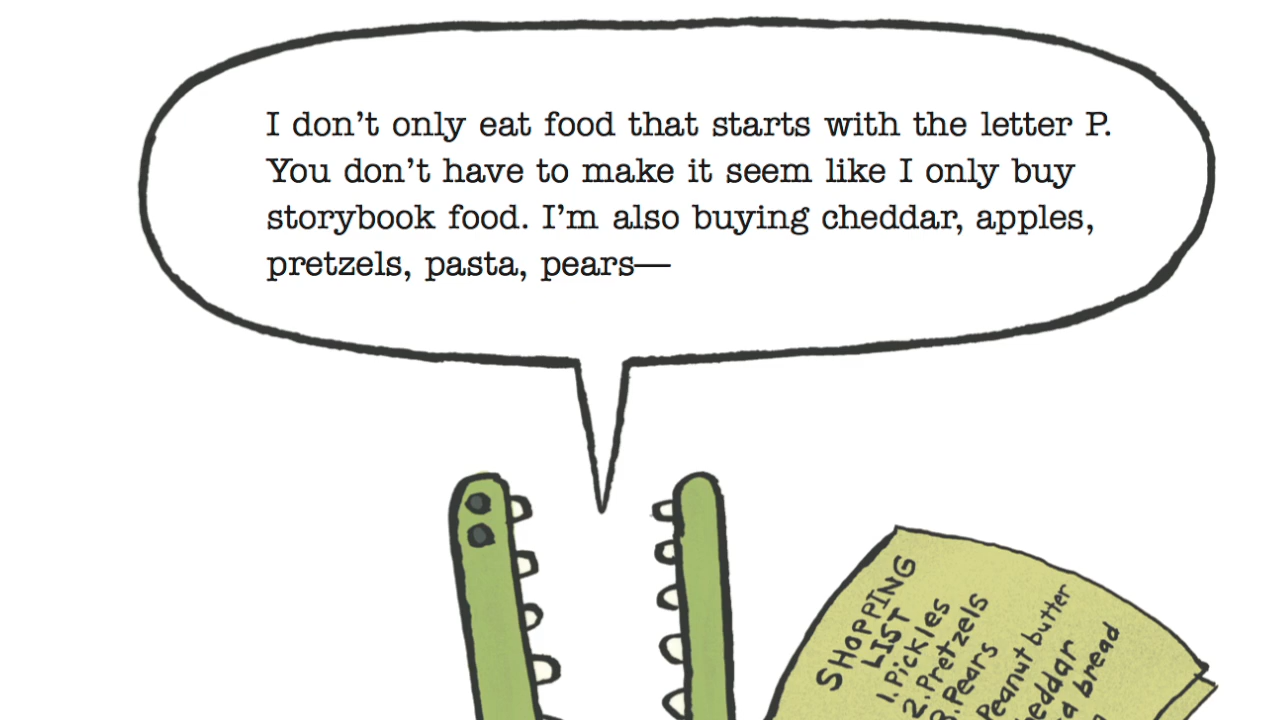 I don’t only eat food that starts with the letter P.
You don’t have to make it seem like I only buy
storybook food. I’m also buying cheddar, apples,
pretzels, pasta, pears—
SHOPPING
LIST
1. Pickles
2. Pretzels
3. Pears
Peanut butter
eddar
bread